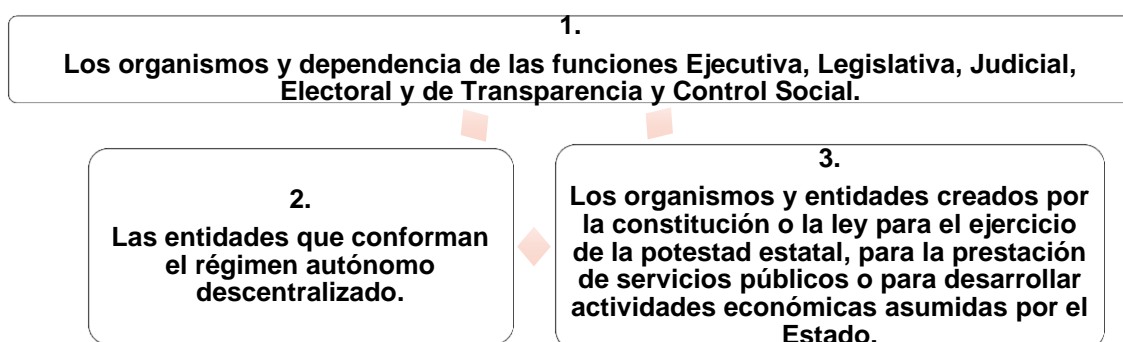 1.
Los organismos y dependencia de las funciones Ejecutiva, Legislativa, Judicial,
Electoral y de Transparencia y Control Social.
2.
Las entidades que conforman
el régimen autónomo
descentralizado.
3.
Los organismos y entidades creados por
la constitución o la ley para el ejercicio
de la potestad estatal, para la prestación
de servicios públicos o para desarrollar
actividades económicas asumidas por el
Estado.